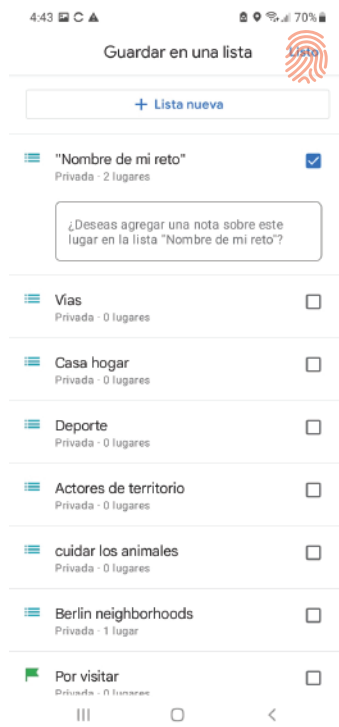 4:43 70%
Guardar en una lista Listo
+ Lista nueva
"Nombre de mi reto"
Privada · 2 lugares
¿Deseas agregar una nota sobre este
lugar en la lista "Nombre de mi reto"?
Vias
Privada · 0 lugares
Casa hogar
Privada · 0 lugares
Deporte
Privada · 0 lugares
Actores de territorio
Privada · 0 lugares
cuidar los animales
Privada · 0 lugares
Berlin neighborhoods
Privada · 1 lugar
Por visitar
Privada · 0 lugares